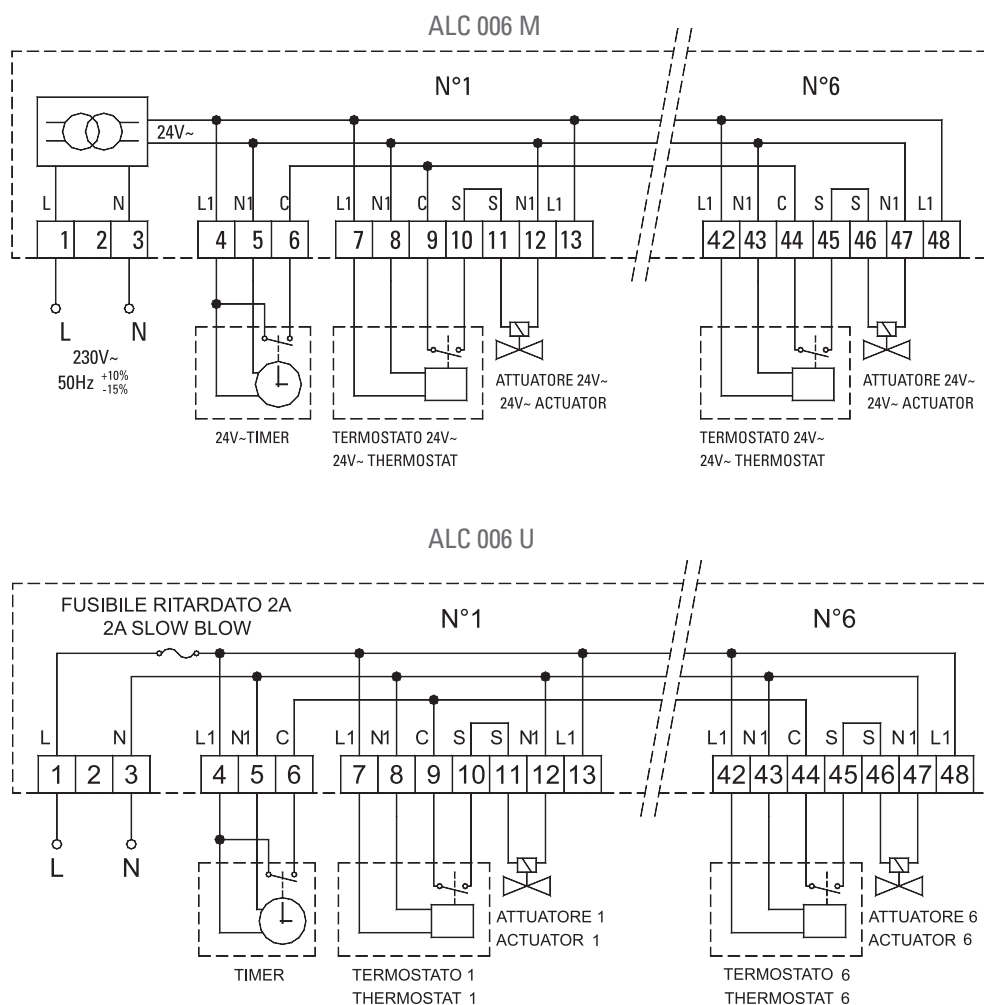 ALC 006 M
N°1 N°6
24V~
L N L1 N1 C L1 N1 C S S N1 L1 L1 N1 C S S N1 L1
1 2 3 4 5 6 7 8 9 10 11 12 13 42 43 44 45 46 47 48
L N
230V~
50Hz +10%
-15%
24V~TIMER
TERMOSTATO 24V~
24V~ THERMOSTAT
ATTUATORE 24V~
24V~ ACTUATOR
TERMOSTATO 24V~
24V~ THERMOSTAT
ATTUATORE 24V~
24V~ ACTUATOR
ALC 006 U
FUSIBILE RITARDATO 2A
2A SLOW BLOW
N°1 N°6
L N L1 N1 C L1 N1 C S S N1 L1 L1 N1 C S S N1 L1
1 2 3 4 5 6 7 8 9 10 11 12 13 42 43 44 45 46 47 48
L N
TIMER
TERMOSTATO 1
THERMOSTAT 1
ATTUATORE 1
ACTUATOR 1
TERMOSTATO 6
THERMOSTAT 6
ATTUATORE 6
ACTUATOR 6